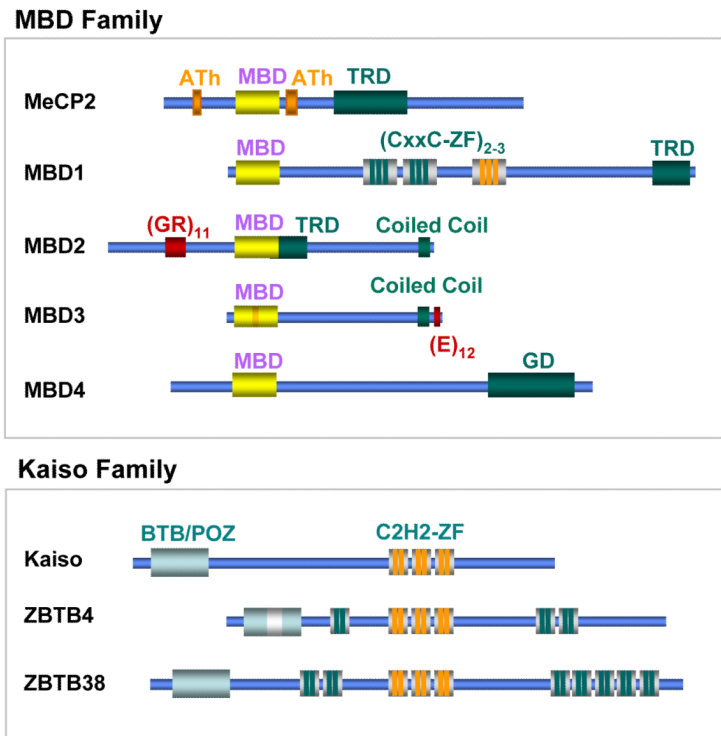 MBD Family
ATh MBD ATh TRD
MeCP2
(CxxC-ZF)2-3
MBD TRD
MBD1
(GR)11 MBD TRD Coiled Coil
MBD2
Coiled Coil
MBD
MBD3
(E)12
MBD GD
MBD4
Kaiso Family
BTB/POZ C2H2-ZF
Kaiso
ZBTB4
ZBTB38